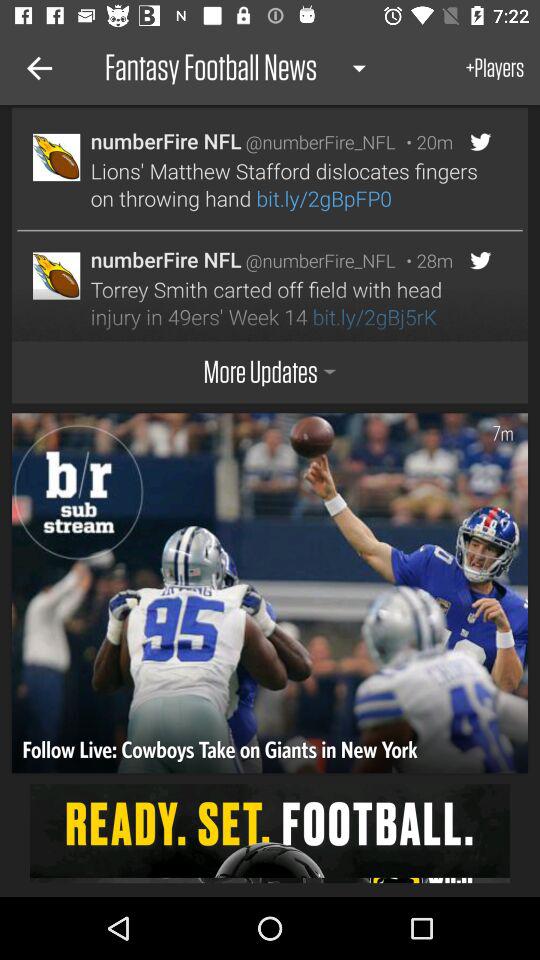 7:22
Fantasy Football News
+Players
numberFire NFL @numberFire_NFL • 20m
Lions' Matthew Stafford dislocates fingers
on throwing hand bit.ly/2gBpFP0
numberFire NFL @numberFire_NFL • 28m
Torrey Smith carted off field with head
injury in 49ers' Week 14 bit.ly/2gBj5rK
More Updates
7m
b/r
sub
stream
95
Follow Live: Cowboys Take on Giants in New York
READY. SET. FOOTBALL.